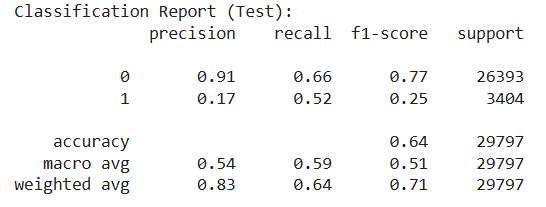 Classification Report (Test):
precision recall f1-score support
0 0.91 0.66 0.77 26393
1 0.17 0.52 0.25 3404
accuracy 0.64 29797
macro avg 0.54 0.59 0.51 29797
weighted avg 0.83 0.64 0.71 29797